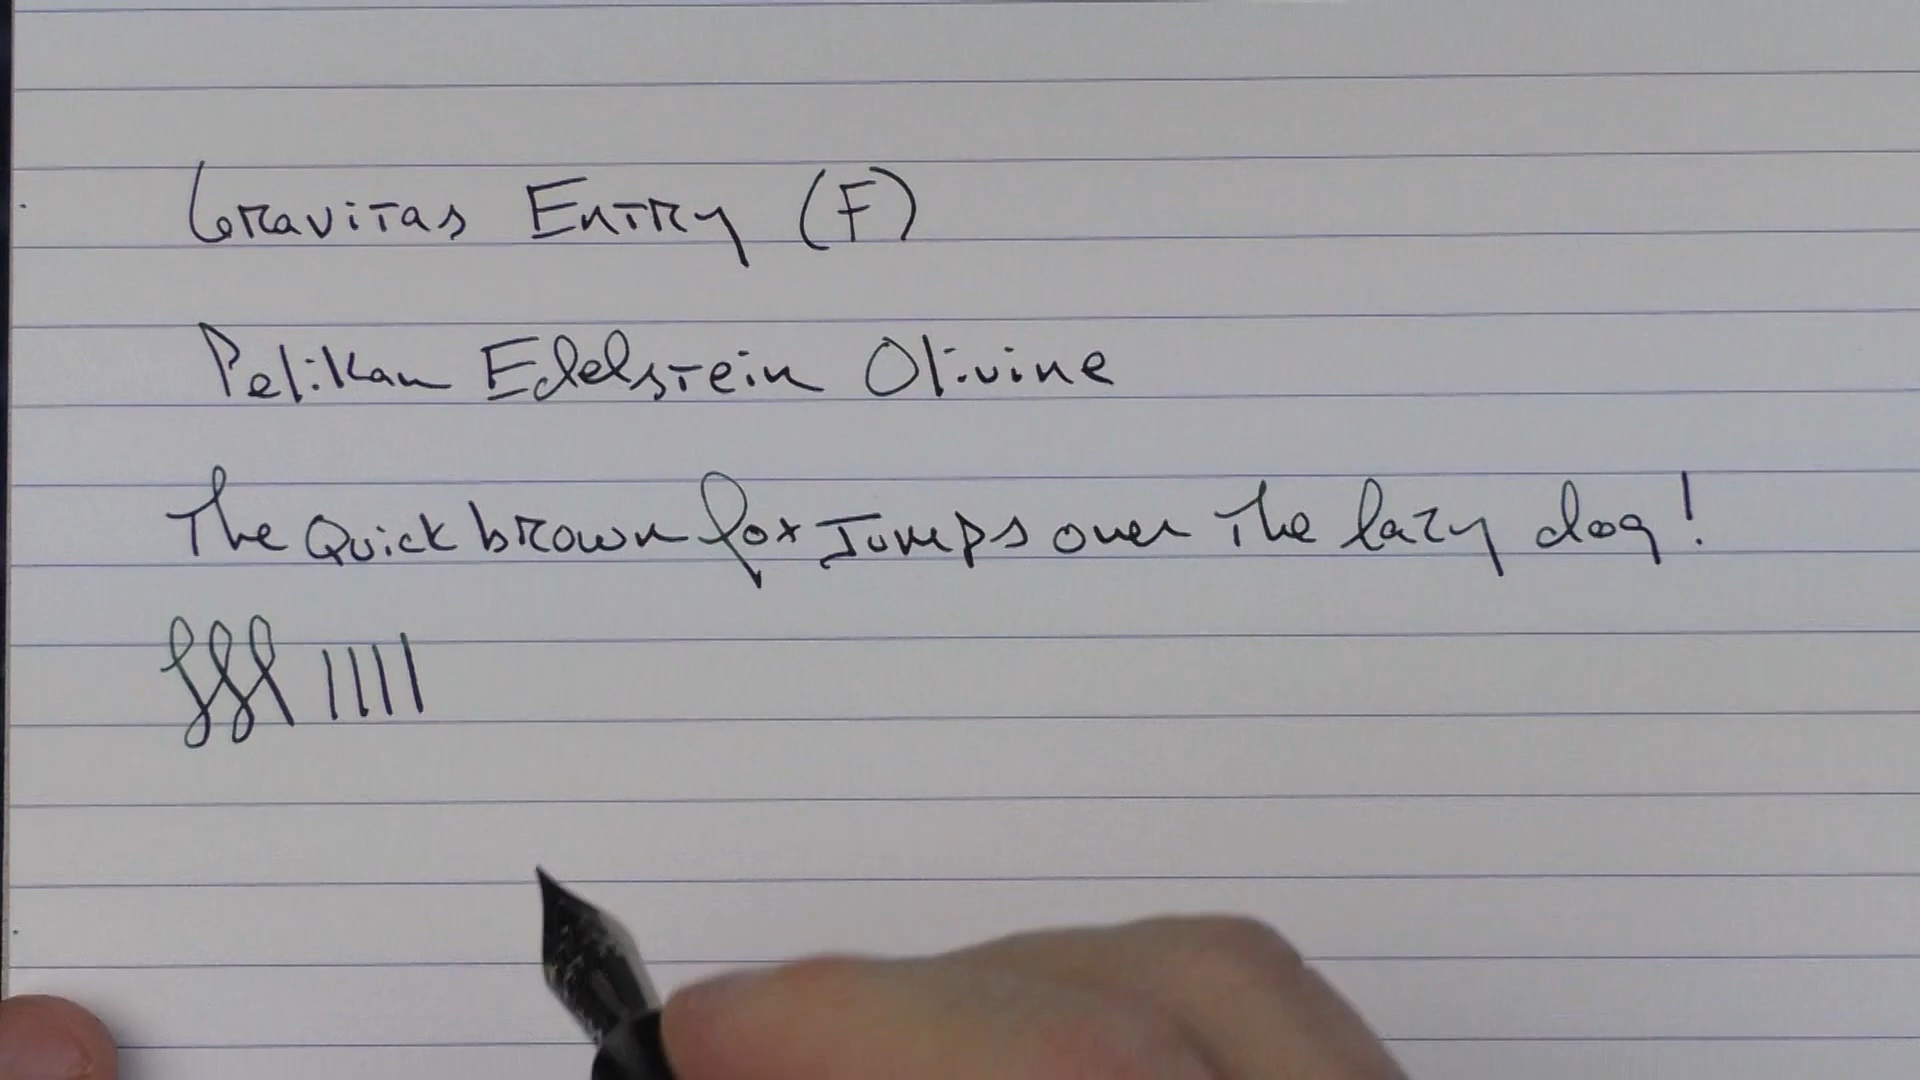 Gravitas Entry (F)
Pelikan Edelstein Olivine
The Quick brown fox Jumps over The lazy dog!